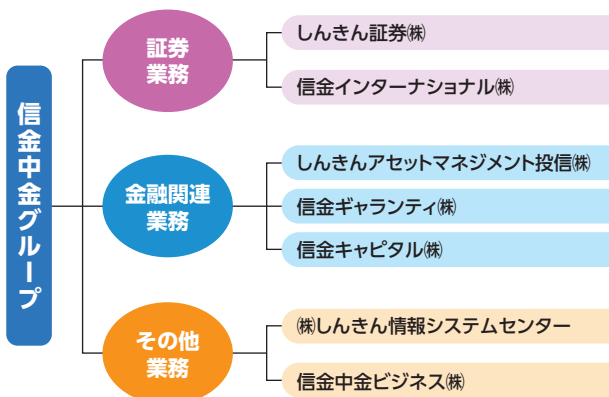 信金中金グループ
証券
業務
しんきん証券㈱
信金インターナショナル㈱
金融関連
業務
しんきんアセットマネジメント投信㈱
信金ギャランティ㈱
信金キャピタル㈱
その他
業務
㈱しんきん情報システムセンター
信金中金ビジネス㈱